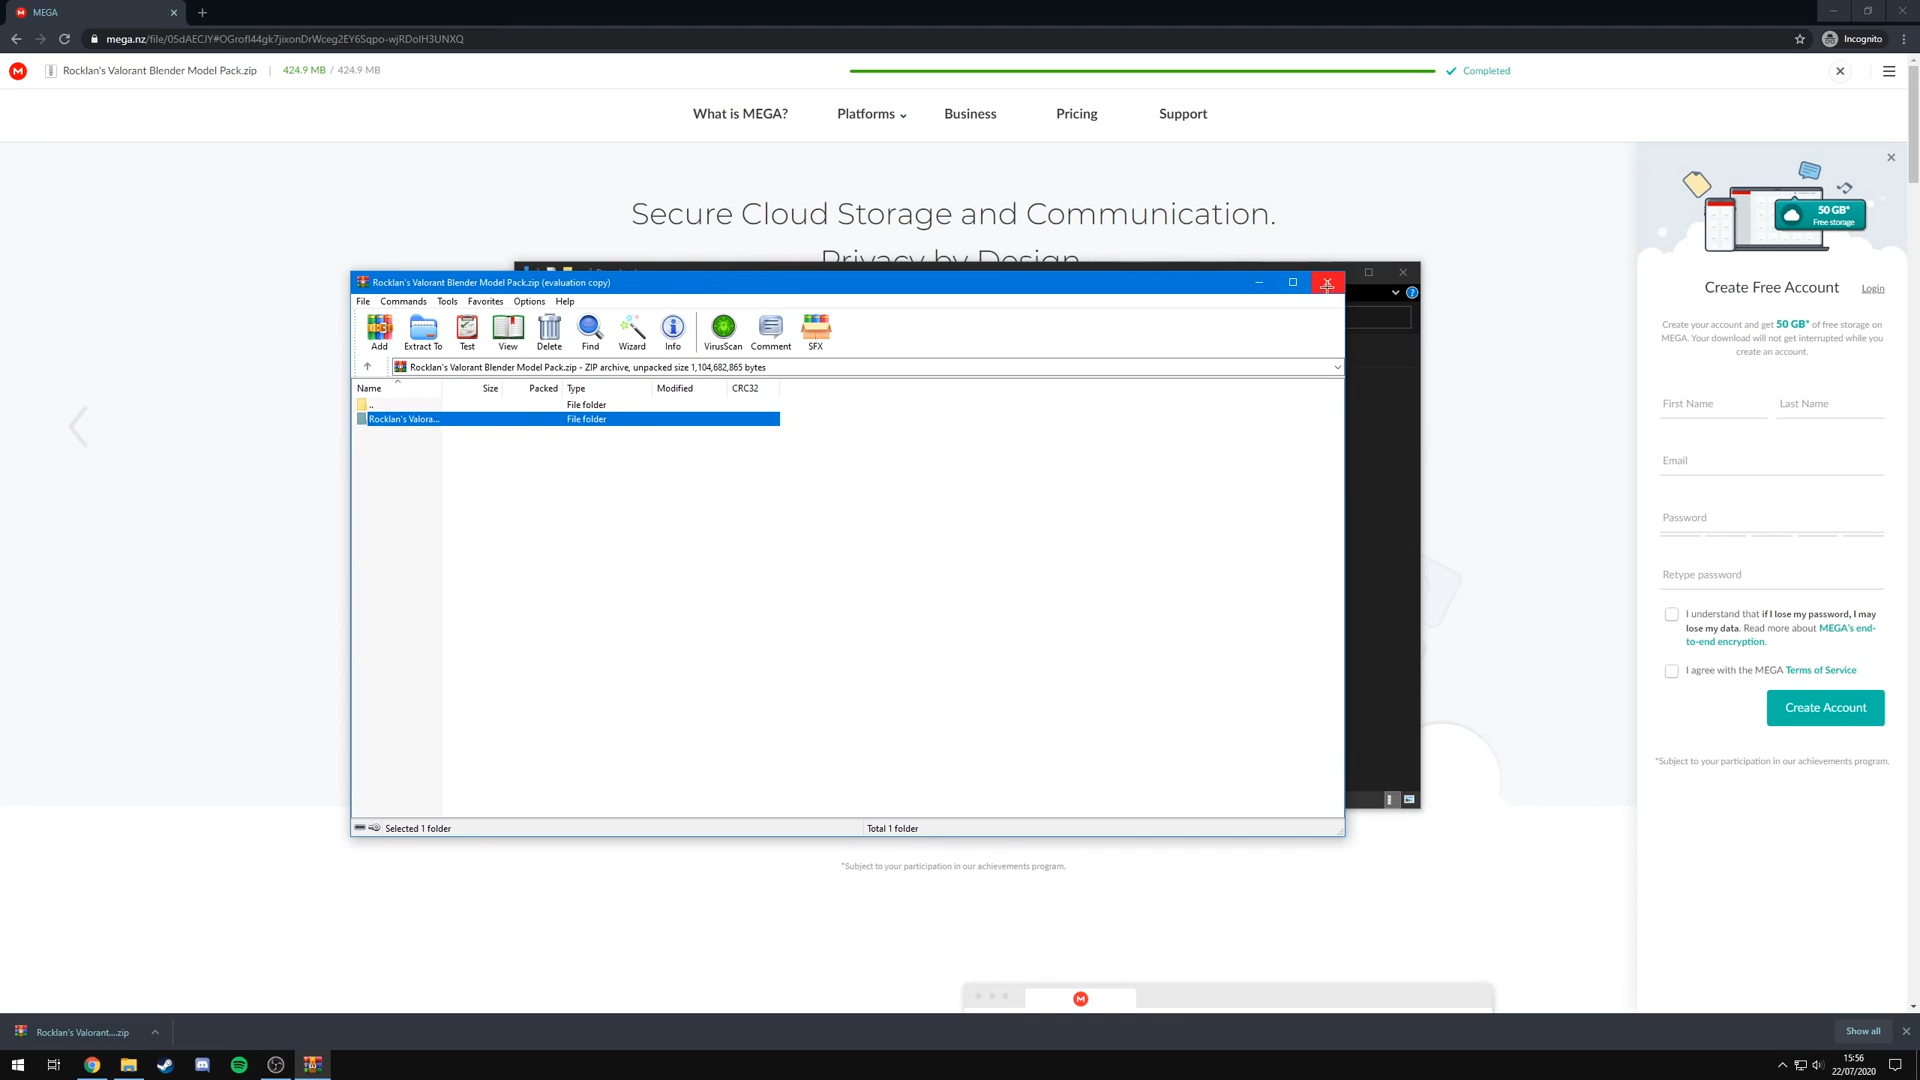 MEGA
mega.nz/file/05dAECJY#OGrofI44gk7jixonDrWceg2EY6Sqpo-wjRDoIH3UNXQ
Incognito
Rocklan's Valorant Blender Model Pack.zip
424.9 MB / 424.9 MB
Completed
What is MEGA?
Platforms
Business
Pricing
Support
Secure Cloud Storage and Communication.
Privacy by Design
50 GB*
Free storage
Create Free Account
Login
Create your account and get 50 GB* of free storage on
MEGA. Your download will not get interrupted while you
create an account.
First Name
Last Name
Email
Password
Retype password
I understand that if I lose my password, I may
lose my data. Read more about MEGA's end-
to-end encryption.
I agree with the MEGA Terms of Service
Create Account
*Subject to your participation in our achievements program.
Rocklan's Valorant Blender Model Pack.zip (evaluation copy)
File
Commands
Tools
Favorites
Options
Help
Add
Extract To
Test
View
Delete
Find
Wizard
Info
VirusScan
Comment
SFX
Rocklan's Valorant Blender Model Pack.zip - ZIP archive, unpacked size 1,104,682,865 bytes
Name
Size
Packed
Type
Modified
CRC32
..
File folder
Rocklan's Valora...
File folder
Selected 1 folder
Total 1 folder
*Subject to your participation in our achievements program.
Rocklan's Valorant....zip
Show all
15:56
22/07/2020